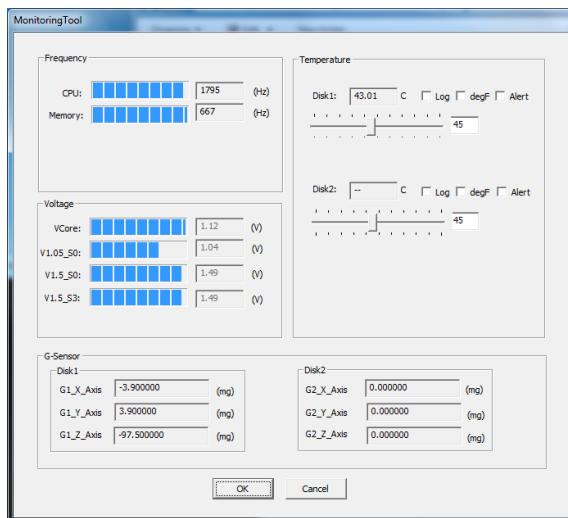 MonitoringTool
Frequency
CPU: 1795 (Hz)
Memory: 667 (Hz)
Voltage
VCore: 1.12 (V)
V1.05_S0: 1.04 (V)
V1.5_S0: 1.49 (V)
V1.5_S3: 1.49 (V)
Temperature
Disk1: 43.01 C Log degF Alert
45
Disk2: -- C Log degF Alert
45
G-Sensor
Disk1
G1_X_Axis -3.900000 (mg)
G1_Y_Axis 3.900000 (mg)
G1_Z_Axis -97.500000 (mg)
Disk2
G2_X_Axis 0.000000 (mg)
G2_Y_Axis 0.000000 (mg)
G2_Z_Axis 0.000000 (mg)
OK Cancel